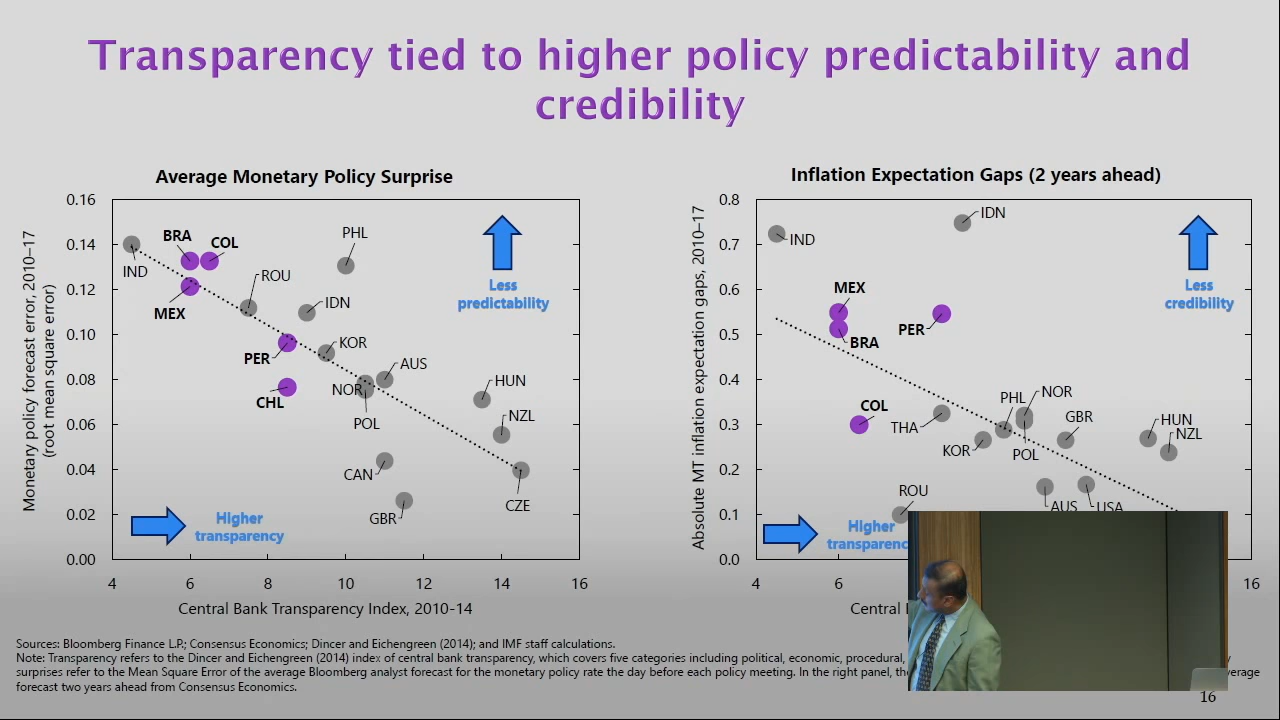 Transparency tied to higher policy predictability and
credibility
Average Monetary Policy Surprise
Monetary policy forecast error, 2010–17
(root mean square error)
0.16
0.14
0.12
0.10
0.08
0.06
0.04
0.02
0.00
IND
BRA
COL
MEX
ROU
PHL
IDN
PER
KOR
CHL
NOR
AUS
POL
HUN
NZL
CAN
CZE
GBR
Less
predictability
Higher
transparency
4
6
8
10
12
14
16
Central Bank Transparency Index, 2010-14
Inflation Expectation Gaps (2 years ahead)
Absolute MT inflation expectation gaps, 2010–17
0.8
0.7
0.6
0.5
0.4
0.3
0.2
0.1
0.0
IND
IDN
MEX
BRA
PER
COL
THA
PHL
NOR
KOR
POL
GBR
HUN
NZL
ROU
AUS
USA
Less
credibility
Higher
transparenc
4
6
16
Central
Sources: Bloomberg Finance L.P.; Consensus Economics; Dincer and Eichengreen (2014); and IMF staff calculations.
Note: Transparency refers to the Dincer and Eichengreen (2014) index of central bank transparency, which covers five categories including political, economic, procedural,
surprises refer to the Mean Square Error of the average Bloomberg analyst forecast for the monetary policy rate the day before each policy meeting. In the right panel, the
forecast two years ahead from Consensus Economics.
16